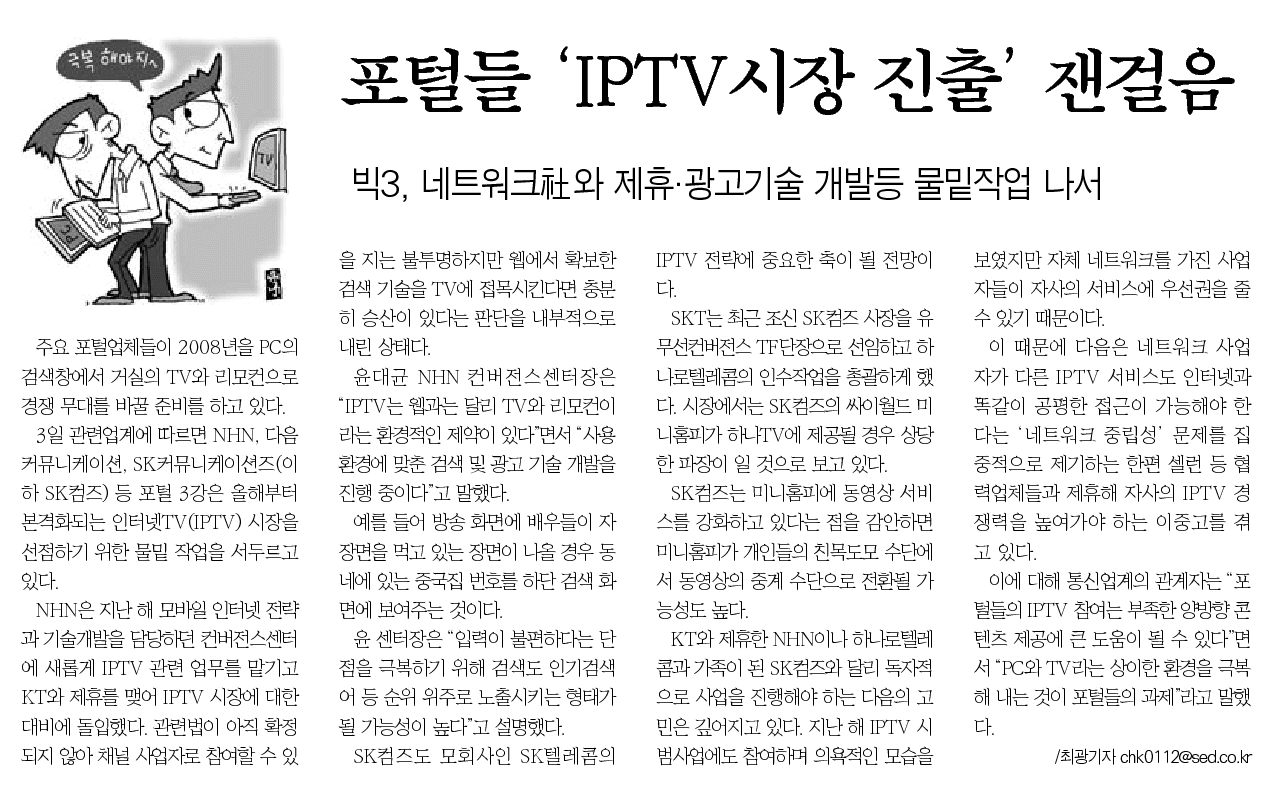 극복 해야지^
TV
PC
포털들 ‘IPTV시장 진출’ 잰걸음
빅3, 네트워크社와 제휴·광고기술 개발등 물밑작업 나서
주요 포털업체들이 2008년을 PC의
검색창에서 거실의 TV와 리모컨으로
경쟁 무대를 바꿀 준비를 하고 있다.
3일 관련업계에 따르면 NHN, 다음
커뮤니케이션, SK커뮤니케이션즈(이
하 SK컴즈) 등 포털 3강은 올해부터
본격화되는 인터넷TV(IPTV) 시장을
선점하기 위한 물밑 작업을 서두르고
있다.
NHN은 지난 해 모바일 인터넷 전략
과 기술개발을 담당하던 컨버전스센터
에 새롭게 IPTV 관련 업무를 맡기고
KT와 제휴를 맺어 IPTV 시장에 대한
대비에 돌입했다. 관련법이 아직 확정
되지 않아 채널 사업자로 참여할 수 있
을 지는 불투명하지만 웹에서 확보한
검색 기술을 TV에 접목시킨다면 충분
히 승산이 있다는 판단을 내부적으로
내린 상태다.
윤대균 NHN 컨버전스센터장은
“IPTV는 웹과는 달리 TV와 리모컨이
라는 환경적인 제약이 있다”면서 “사용
환경에 맞춘 검색 및 광고 기술 개발을
진행 중이다”고 말했다.
예를 들어 방송 화면에 배우들이 자
장면을 먹고 있는 장면이 나올 경우 동
네에 있는 중국집 번호를 하단 검색 화
면에 보여주는 것이다.
윤 센터장은 “입력이 불편하다는 단
점을 극복하기 위해 검색도 인기검색
어 등 순위 위주로 노출시키는 형태가
될 가능성이 높다”고 설명했다.
SK컴즈도 모회사인 SK텔레콤의
IPTV 전략에 중요한 축이 될 전망이
다.
SKT는 최근 조신 SK컴즈 사장을 유
무선컨버전스 TF단장으로 선임하고 하
나로텔레콤의 인수작업을 총괄하게 했
다. 시장에서는 SK컴즈의 싸이월드 미
니홈피가 하나TV에 제공될 경우 상당
한 파장이 일 것으로 보고 있다.
SK컴즈는 미니홈피에 동영상 서비
스를 강화하고 있다는 점을 감안하면
미니홈피가 개인들의 친목도모 수단에
서 동영상의 중계 수단으로 전환될 가
능성도 높다.
KT와 제휴한 NHN이나 하나로텔레
콤과 가족이 된 SK컴즈와 달리 독자적
으로 사업을 진행해야 하는 다음의 고
민은 깊어지고 있다. 지난 해 IPTV 시
범사업에도 참여하며 의욕적인 모습을
보였지만 자체 네트워크를 가진 사업
자들이 자사의 서비스에 우선권을 줄
수 있기 때문이다.
이 때문에 다음은 네트워크 사업
자가 다른 IPTV 서비스도 인터넷과
똑같이 공평한 접근이 가능해야 한
다는 ‘네트워크 중립성’ 문제를 집
중적으로 제기하는 한편 셀런 등 협
력업체들과 제휴해 자사의 IPTV 경
쟁력을 높여가야 하는 이중고를 겪
고 있다.
이에 대해 통신업계의 관계자는 “포
털들의 IPTV 참여는 부족한 양방향 콘
텐츠 제공에 큰 도움이 될 수 있다”면
서 “PC와 TV라는 상이한 환경을 극복
해 내는 것이 포털들의 과제”라고 말했
다.
/최광기자 chk0112@sed.co.kr